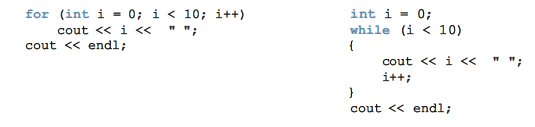 for (int i = 0; i < 10; i++)
    cout << i <<  " ";
cout << endl;
int i = 0;
while (i < 10)
{
    cout << i <<  " ";
    i++;
}
cout << endl;